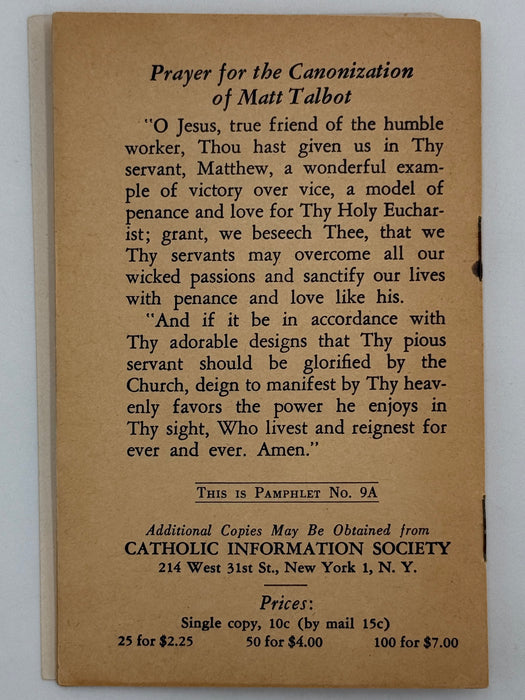 Prayer for the Canonization
of Matt Talbot
"O Jesus, true friend of the humble
worker, Thou hast given us in Thy
servant, Matthew, a wonderful exam-
ple of victory over vice, a model of
penance and love for Thy Holy Euchar-
ist; grant, we beseech Thee, that we
Thy servants may overcome all our
wicked passions and sanctify our lives
with penance and love like his.
"And if it be in accordance with
Thy adorable designs that Thy pious
servant should be glorified by the
Church, deign to manifest by Thy heav-
enly favors the power he enjoys in
Thy sight, Who livest and reignest for
ever and ever. Amen."
This is Pamphlet No. 9A
Additional Copies May Be Obtained from
CATHOLIC INFORMATION SOCIETY
214 West 31st St., New York 1, N. Y.
Prices:
Single copy, 10c (by mail 15c)
25 for $2.25 50 for $4.00 100 for $7.00